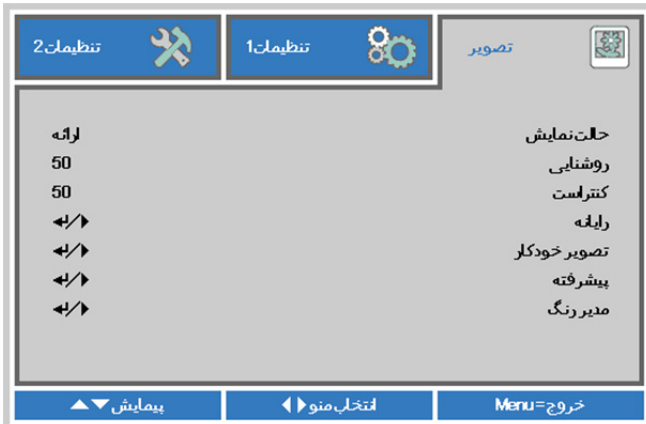 تصویر
تنظیمات1
تنظیمات2
حالت نمایش ارائه
روشنایی 50
کنتراست 50
رایانه
تصویر خودکار
پیشرفته
مدیر رنگ
خروج=Menu
انتخاب منو ◀▶
پیمایش ▲▼